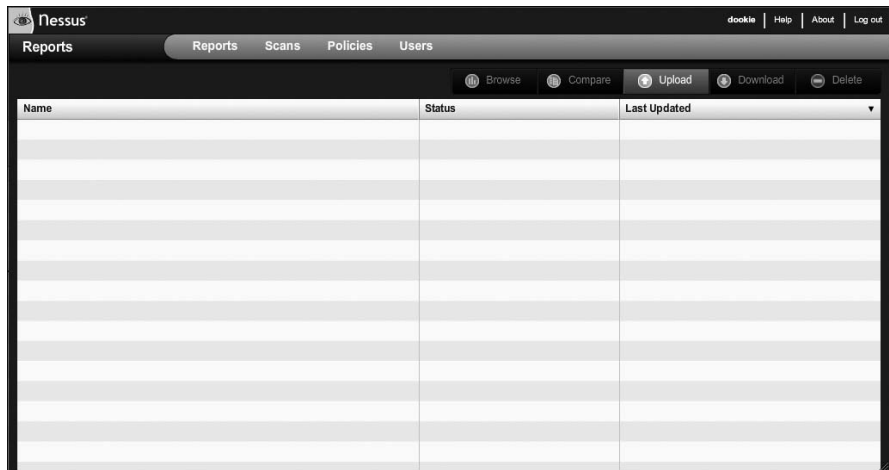 nessus dookie Help About Log out
Reports Reports Scans Policies Users
Browse Compare Upload Download Delete
Name Status Last Updated